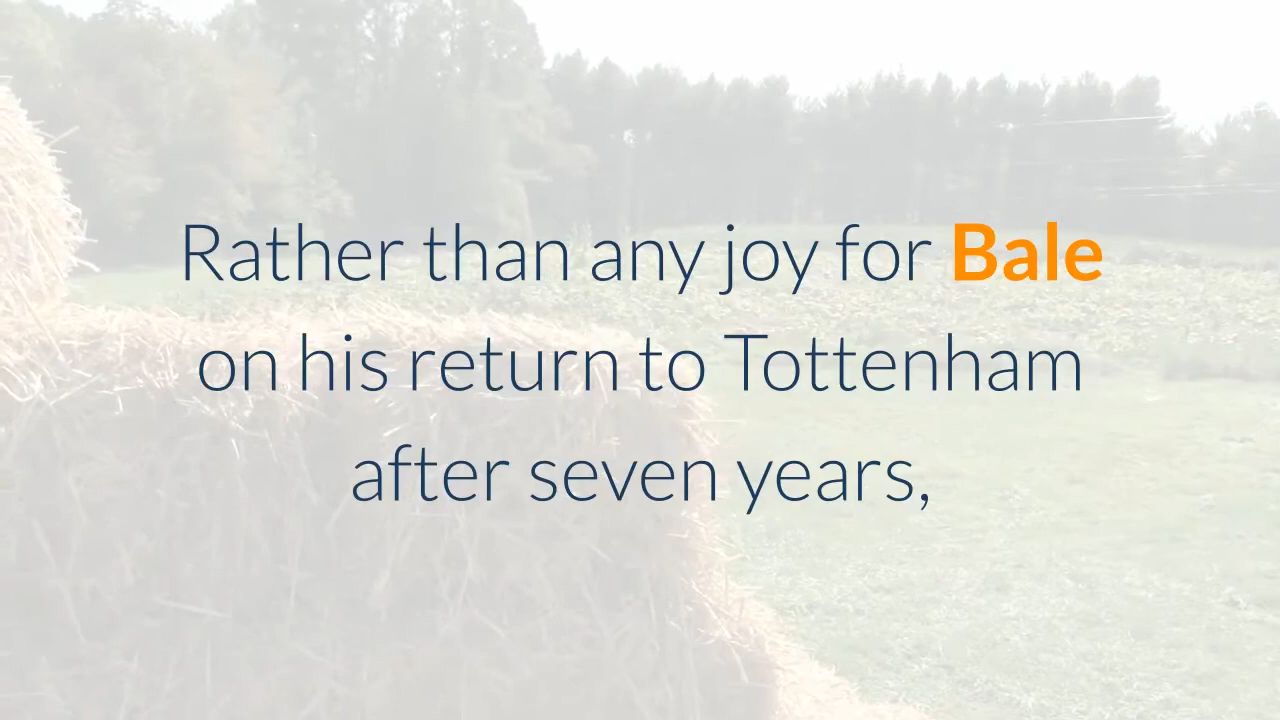 Rather than any joy for Bale
on his return to Tottenham
after seven years,